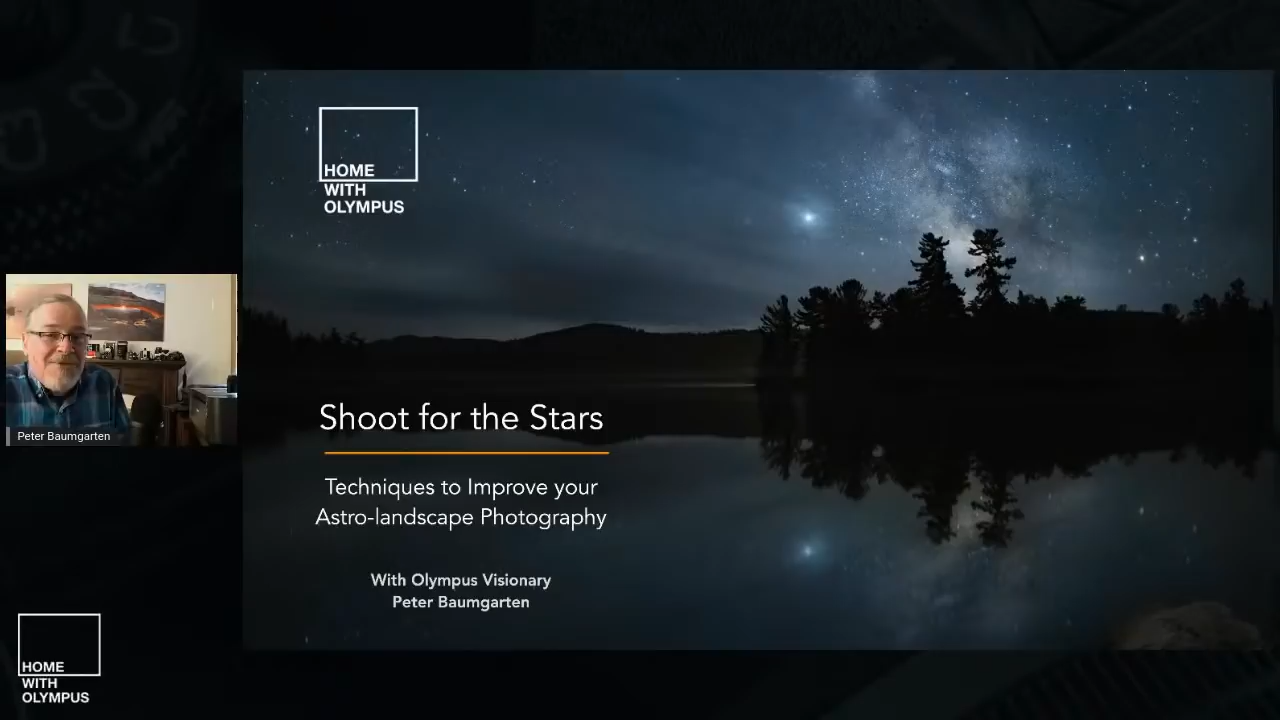 HOME
WITH
OLYMPUS
Shoot for the Stars
Techniques to Improve your
Astro-landscape Photography
With Olympus Visionary
Peter Baumgarten
Peter Baumgarten
HOME
WITH
OLYMPUS